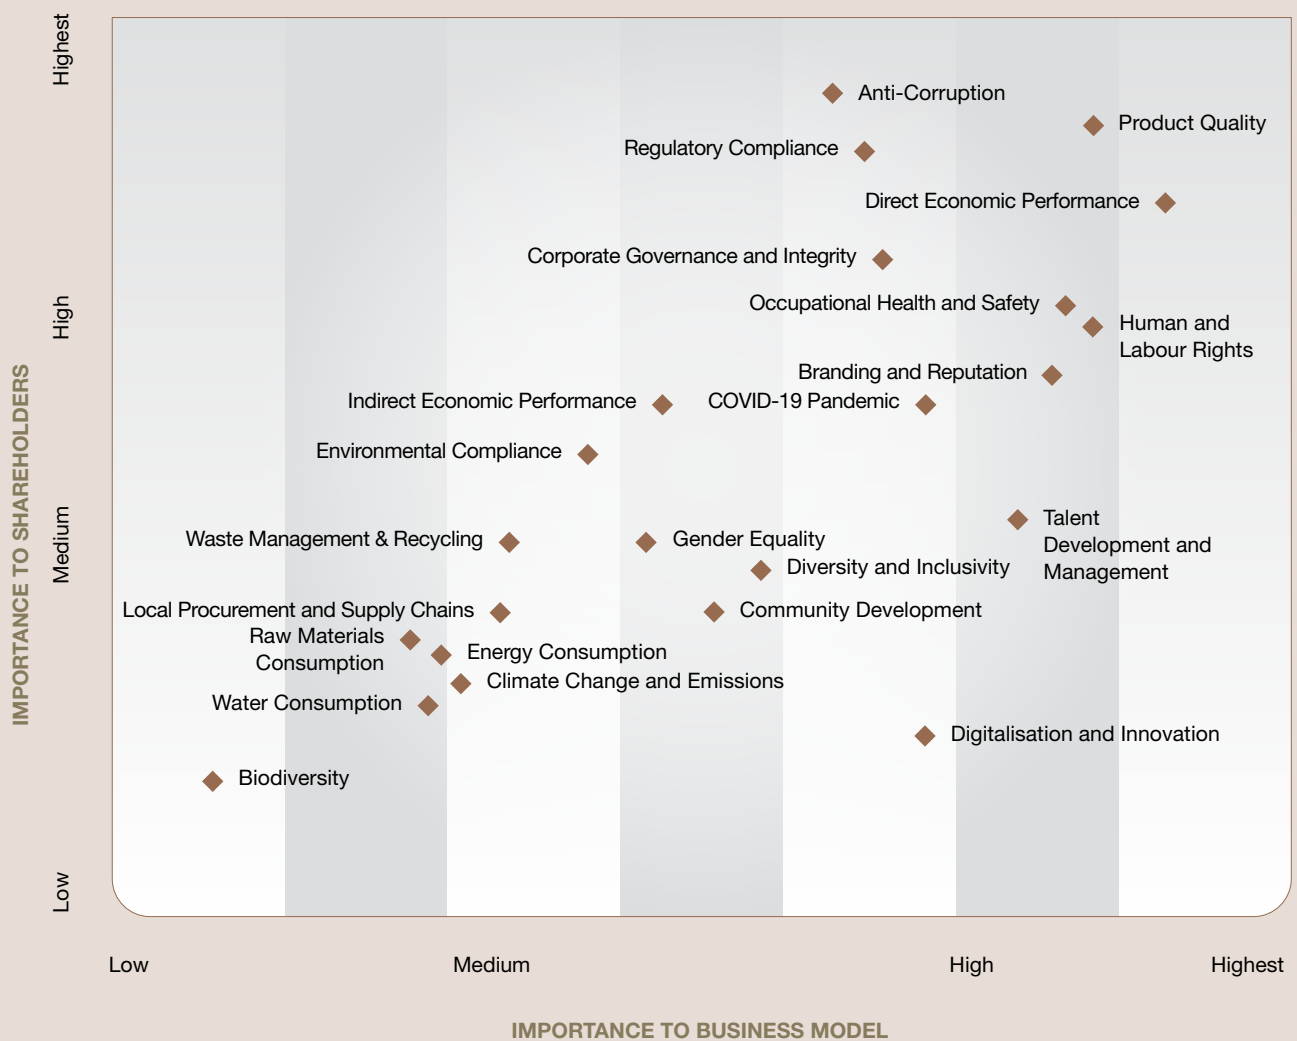 Highest
Anti-Corruption
Product Quality
Regulatory Compliance
Direct Economic Performance
Corporate Governance and Integrity
High
Occupational Health and Safety
Human and
Labour Rights
Branding and Reputation
Indirect Economic Performance
COVID-19 Pandemic
Environmental Compliance
IMPORTANCE TO SHAREHOLDERS
Medium
Talent
Development and
Management
Waste Management & Recycling
Gender Equality
Diversity and Inclusivity
Local Procurement and Supply Chains
Community Development
Raw Materials
Consumption
Energy Consumption
Climate Change and Emissions
Water Consumption
Digitalisation and Innovation
Biodiversity
Low
Low
Medium
High
Highest
IMPORTANCE TO BUSINESS MODEL